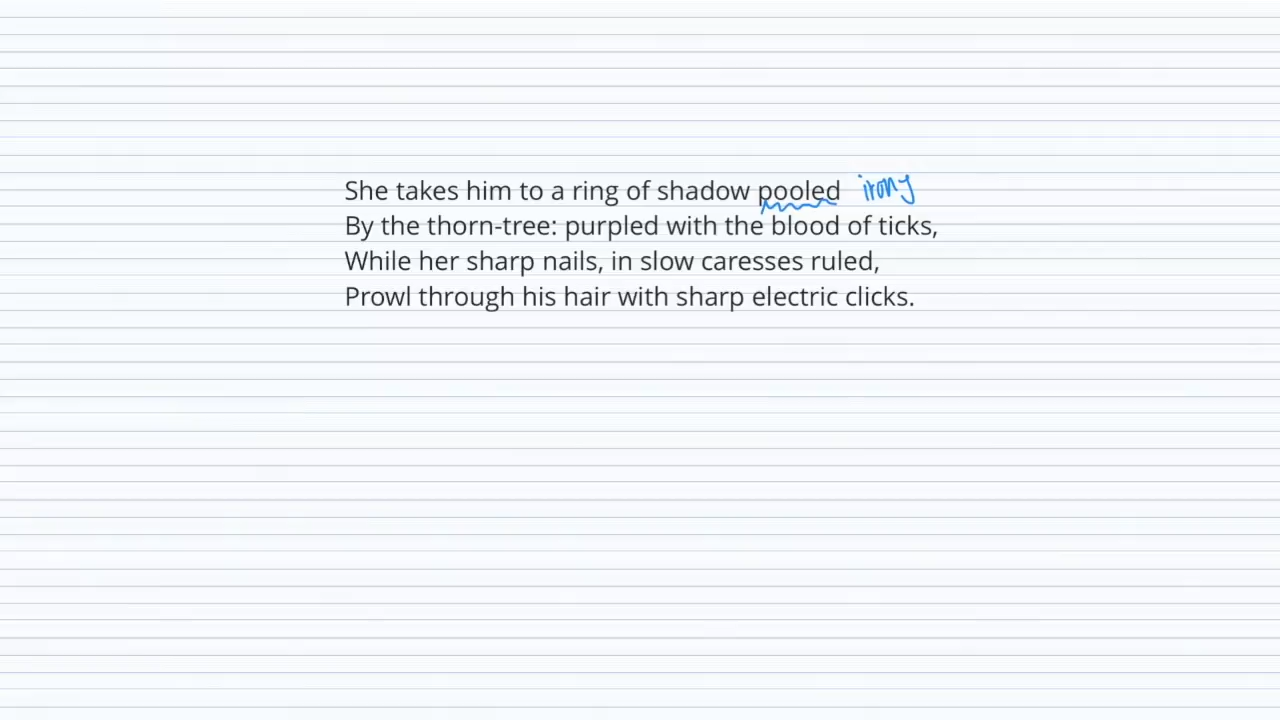 She takes him to a ring of shadow pooled irony
By the thorn-tree: purpled with the blood of ticks,
While her sharp nails, in slow caresses ruled,
Prowl through his hair with sharp electric clicks.